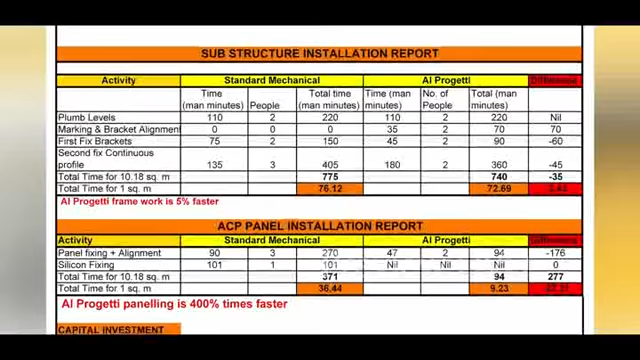 SUB STRUCTURE INSTALLATION REPORT
Activity Standard Mechanical Al Progetti Difference
Time (man minutes) People Total time (man minutes) Time (man minutes) No. of People Total (man minutes)
Plumb Levels 110 2 220 110 2 220 Nil
Marking & Bracket Alignment 0 0 0 35 2 70 70
First Fix Brackets 75 2 150 45 2 90 -60
Second fix Continuous profile 135 3 405 180 2 360 -45
Total Time for 10.18 sq. m 775 740 -35
Total Time for 1 sq. m 76.12 72.69
Al Progetti frame work is 5% faster
ACP PANEL INSTALLATION REPORT
Activity Standard Mechanical Al Progetti Difference
Panel fixing + Alignment 90 3 270 47 2 94 -176
Silicon Fixing 101 1 101 Nil Nil Nil 0
Total Time for 10.18 sq. m 371 94 277
Total Time for 1 sq. m 36.44 9.23
Al Progetti panelling is 400% times faster
CAPITAL INVESTMENT